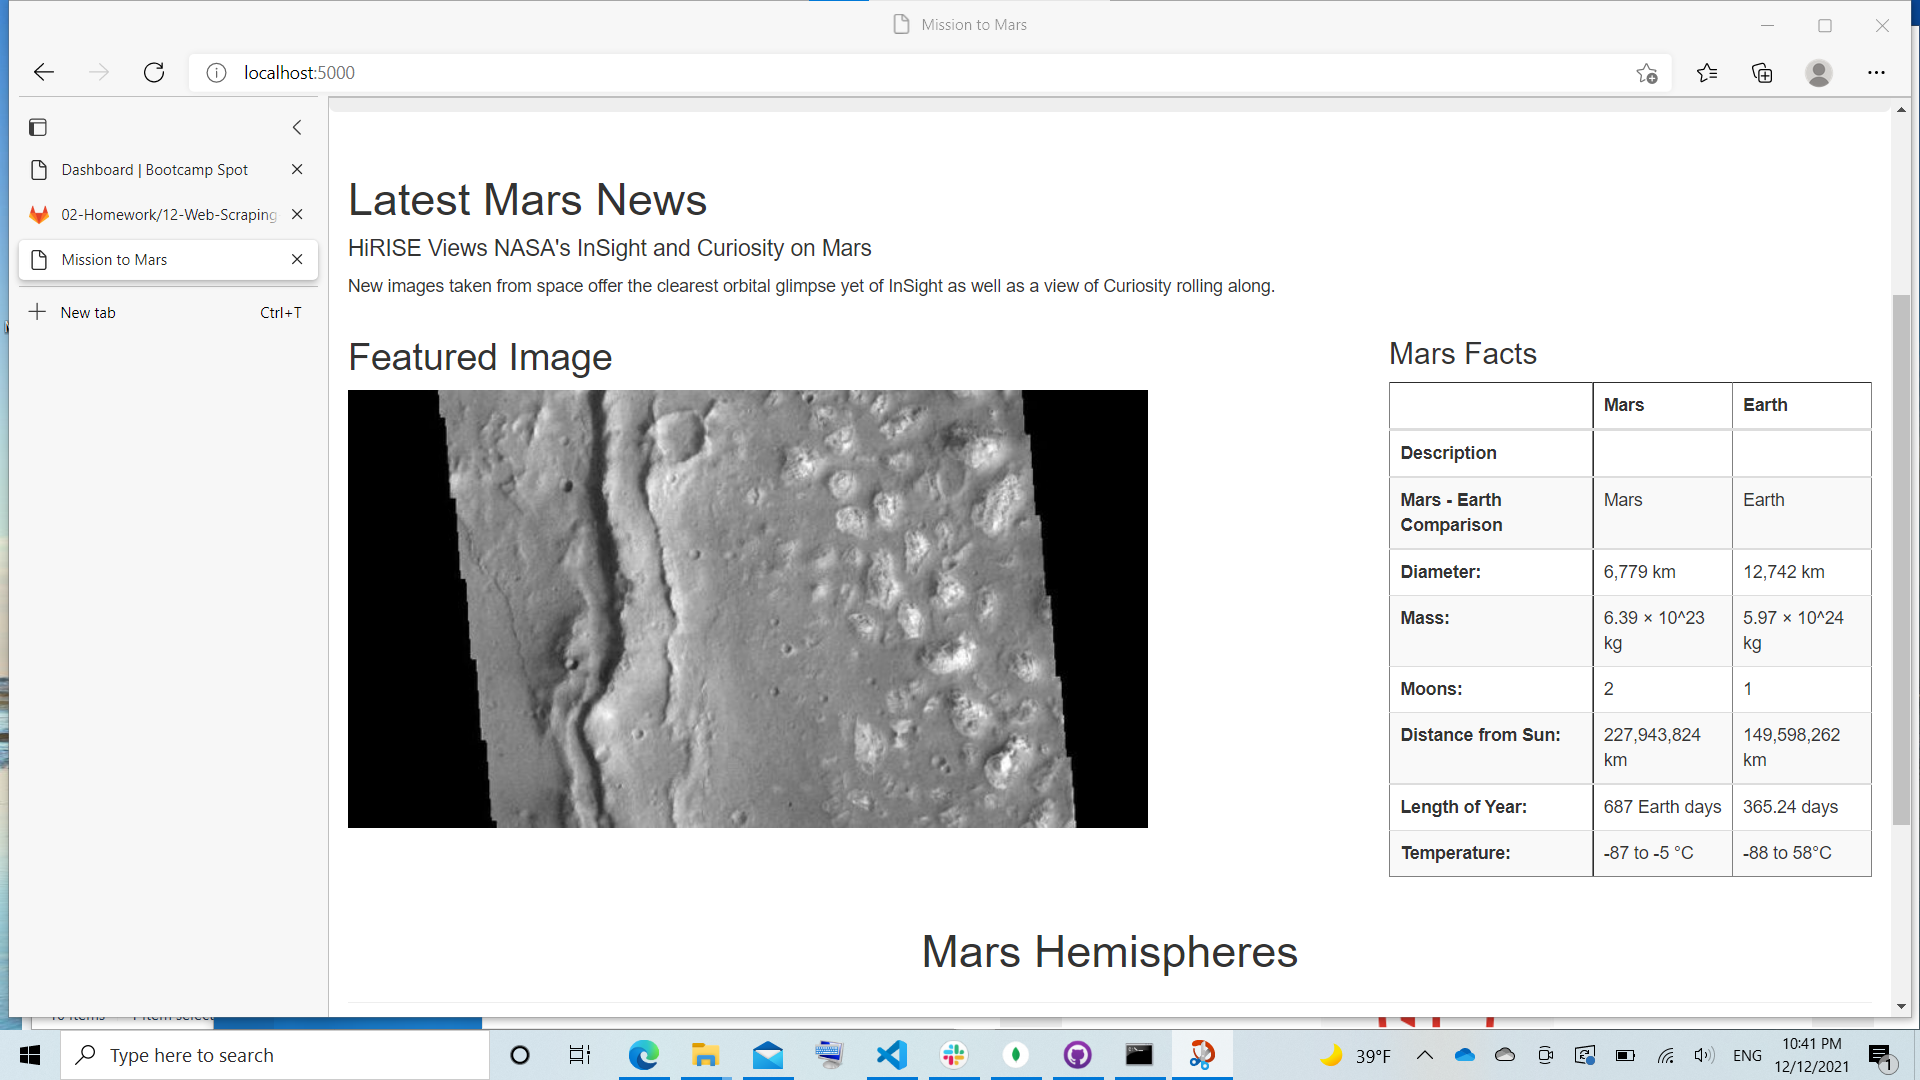 Mission to Mars
localhost:5000
Dashboard | Bootcamp Spot
02-Homework/12-Web-Scraping
Mission to Mars
New tab Ctrl+T
Latest Mars News
HiRISE Views NASA's InSight and Curiosity on Mars
New images taken from space offer the clearest orbital glimpse yet of InSight as well as a view of Curiosity rolling along.
Featured Image
Mars Facts
Mars Earth
Description
Mars - Earth Mars Earth
Comparison
Diameter: 6,779 km 12,742 km
Mass: 6.39 × 10^23 5.97 × 10^24
kg kg
Moons: 2 1
Distance from Sun: 227,943,824 149,598,262
km km
Length of Year: 687 Earth days 365.24 days
Temperature: -87 to -5 °C -88 to 58°C
Mars Hemispheres
Type here to search
39°F
ENG
10:41 PM
12/12/2021
1